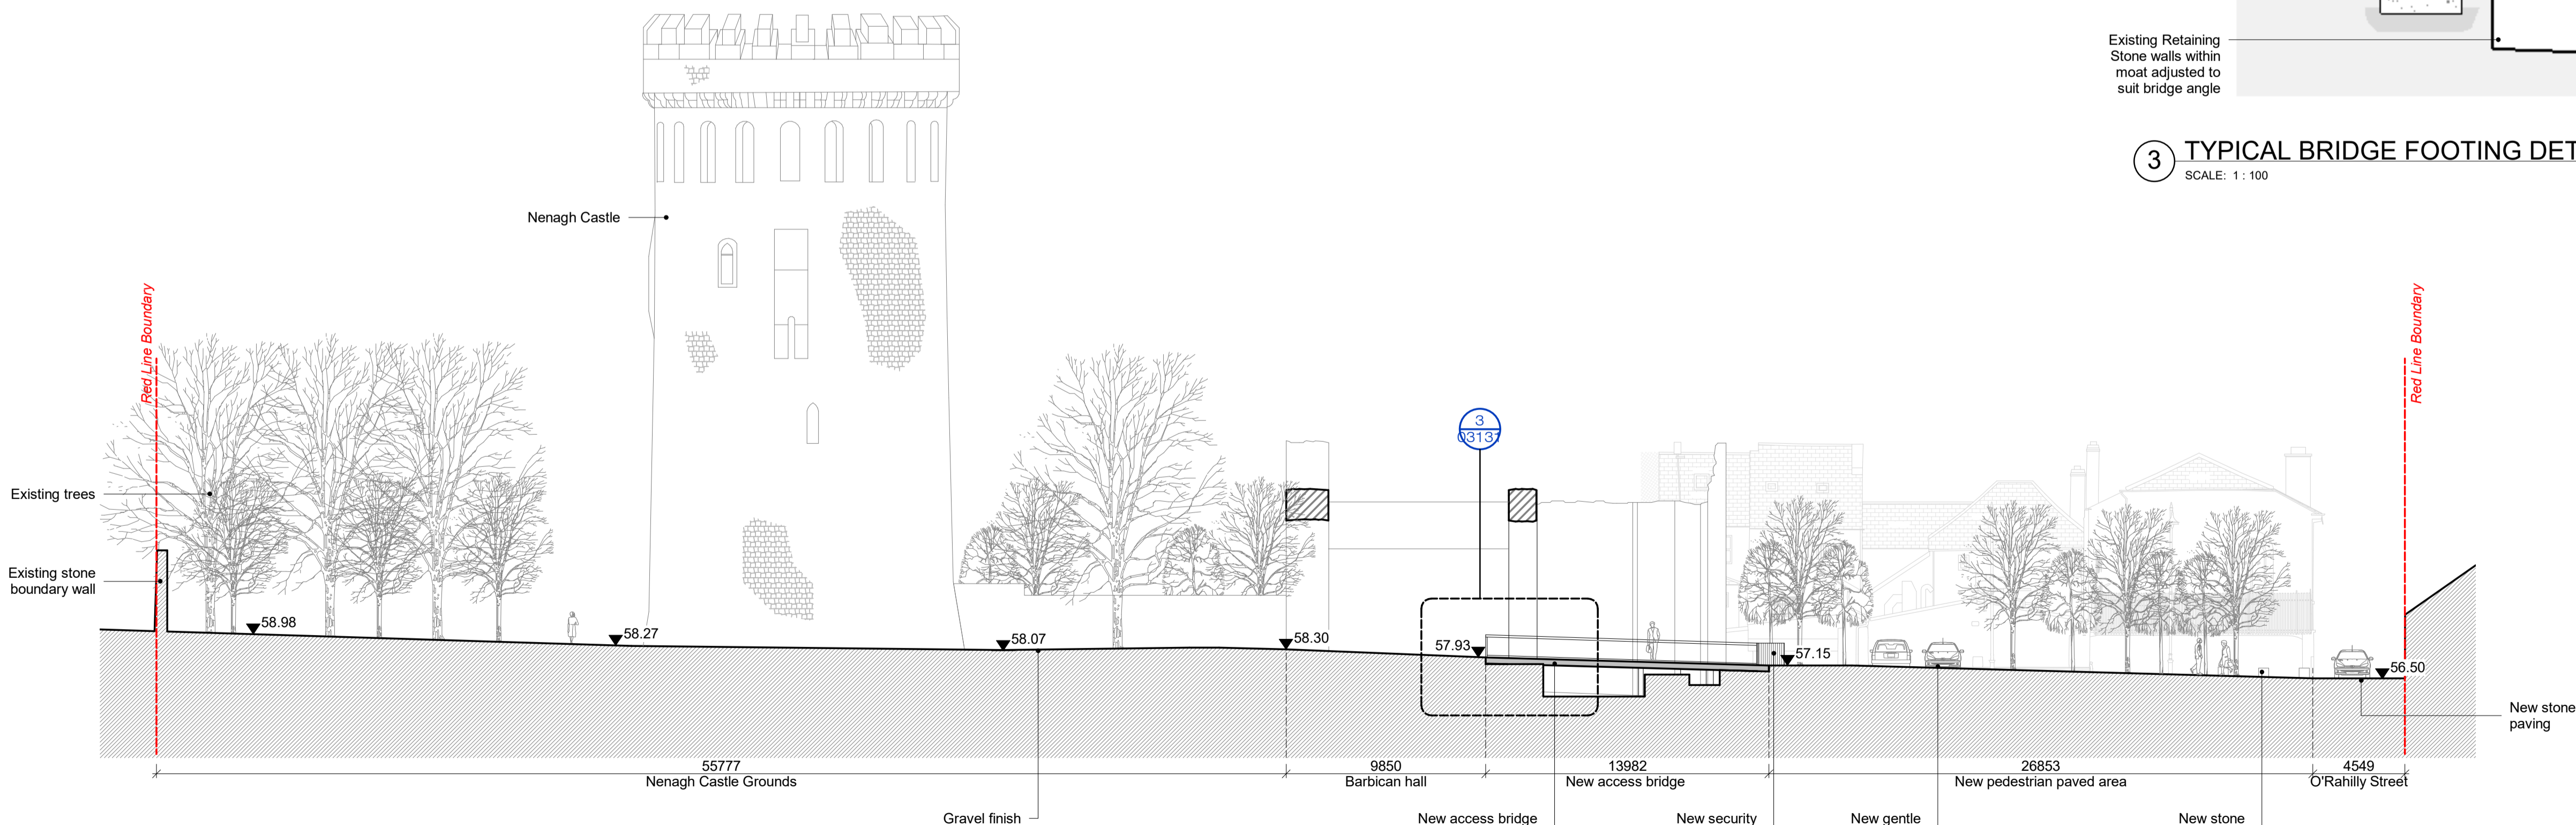 Existing Retaining
Stone walls within
moat adjusted to
suit bridge angle
3 TYPICAL BRIDGE FOOTING DET
SCALE: 1 : 100
Nenagh Castle
Red Line Boundary
Red Line Boundary
3
03131
Existing trees
Existing stone
boundary wall
58.98
58.27
58.07
58.30
57.93
57.15
56.50
New stone
paving
55777
Nenagh Castle Grounds
9850
Barbican hall
13982
New access bridge
26853
New pedestrian paved area
4549
O'Rahilly Street
Gravel finish
New access bridge
New security
New gentle
New stone